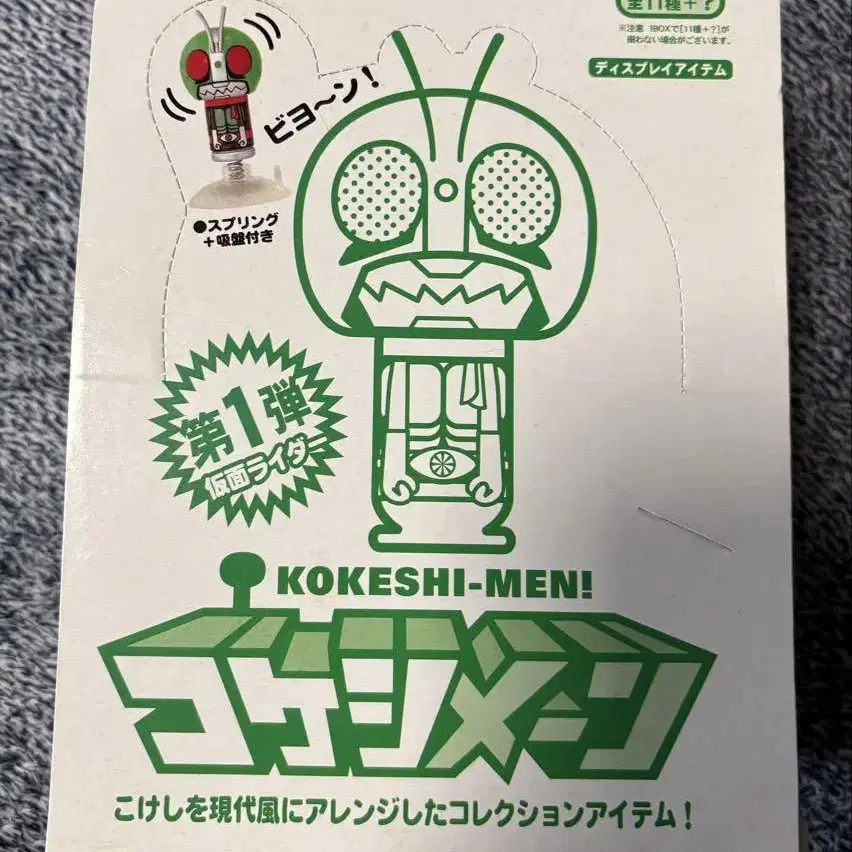 全11種+?
※注意 1BOXで[11種+?]が
揃わない場合がございます。
ディスプレイアイテム
ビヨ〜ン!
●スプリング
+吸盤付き
第1弾
仮面ライダー
KOKESHI-MEN!
コケシメーン
こけしを現代風にアレンジしたコレクションアイテム!